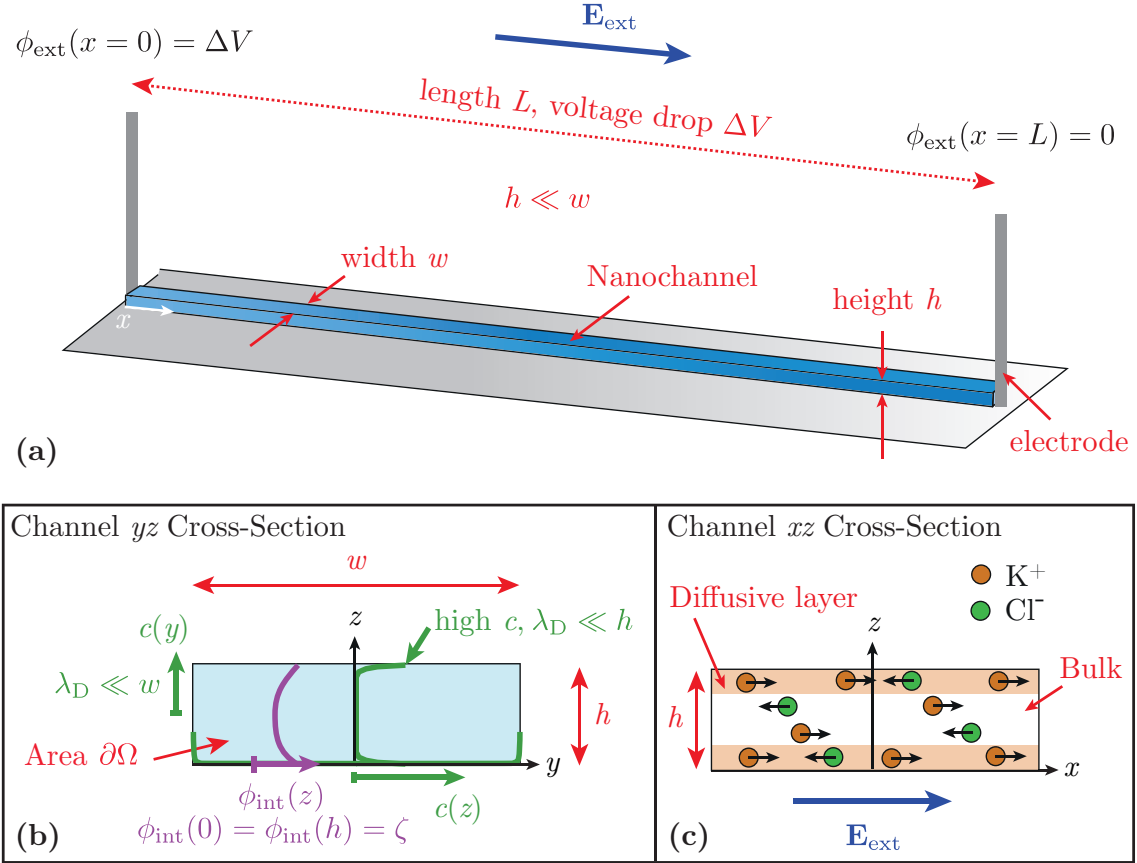 E_ext
ϕ_ext(x = 0) = ΔV
length L, voltage drop ΔV
ϕ_ext(x = L) = 0
h ≪ w
width w
Nanochannel
height h
x
electrode
(a)
Channel yz Cross-Section
w
z
high c, λ_D ≪ h
c(y)
λ_D ≪ w
h
Area ∂Ω
y
ϕ_int(z)
c(z)
ϕ_int(0) = ϕ_int(h) = ζ
(b)
Channel xz Cross-Section
K⁺
Cl⁻
Diffusive layer
z
Bulk
h
x
E_ext
(c)